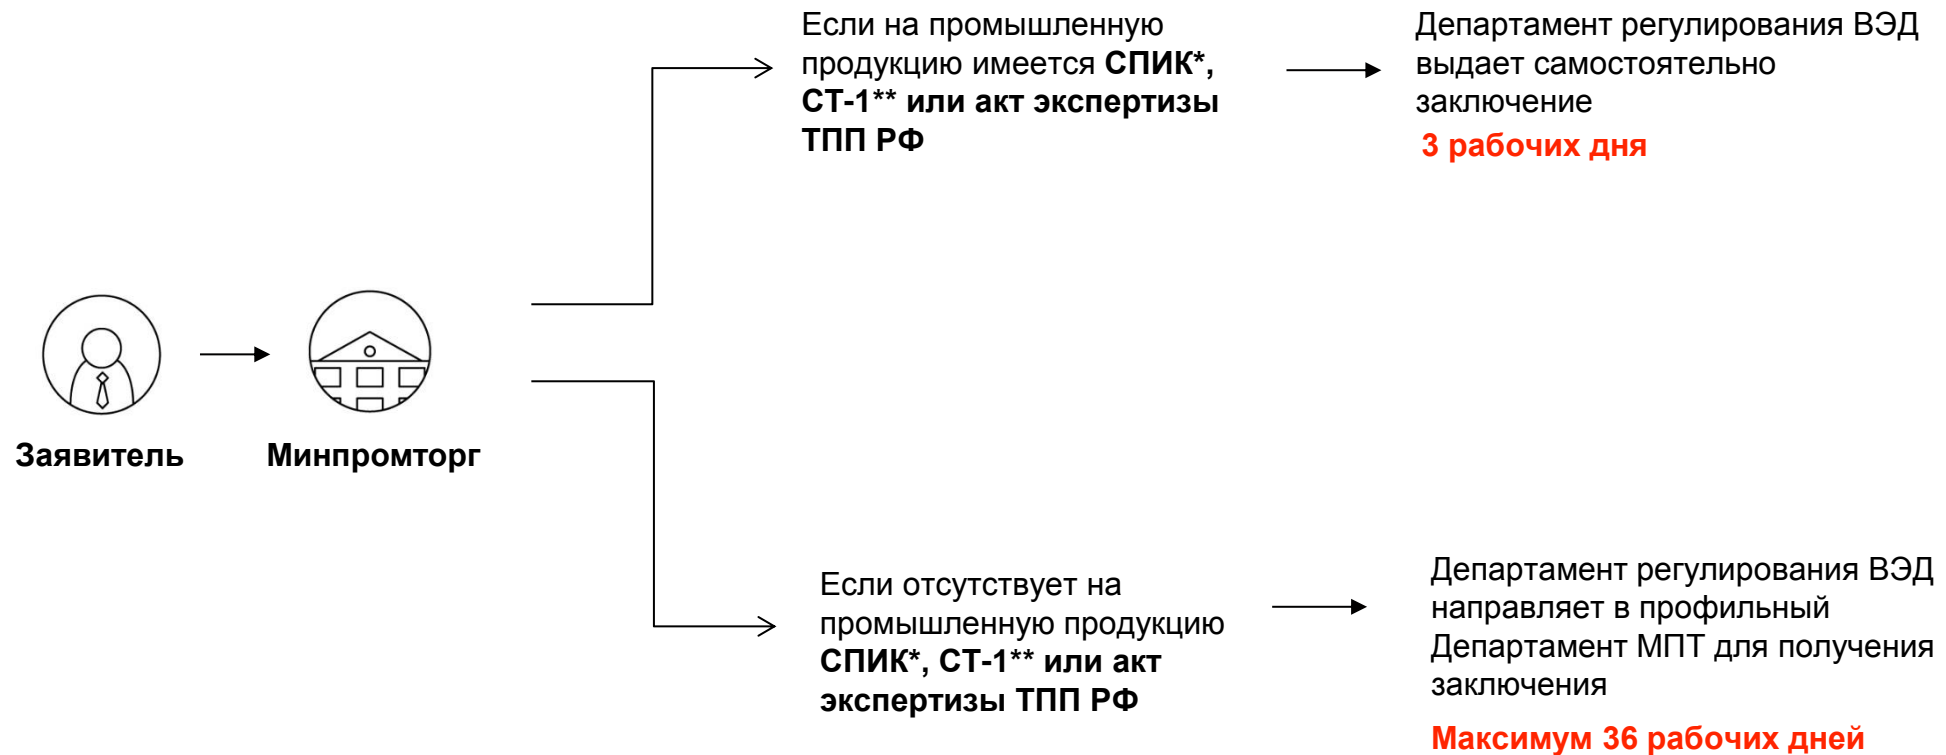 Если на промышленную
продукцию имеется СПИК*,
СТ-1** или акт экспертизы
ТПП РФ
Департамент регулирования ВЭД
выдает самостоятельно
заключение
3 рабочих дня
Заявитель
Минпромторг
Если отсутствует на
промышленную продукцию
СПИК*, СТ-1** или акт
экспертизы ТПП РФ
Департамент регулирования ВЭД
направляет в профильный
Департамент МПТ для получения
заключения
Максимум 36 рабочих дней